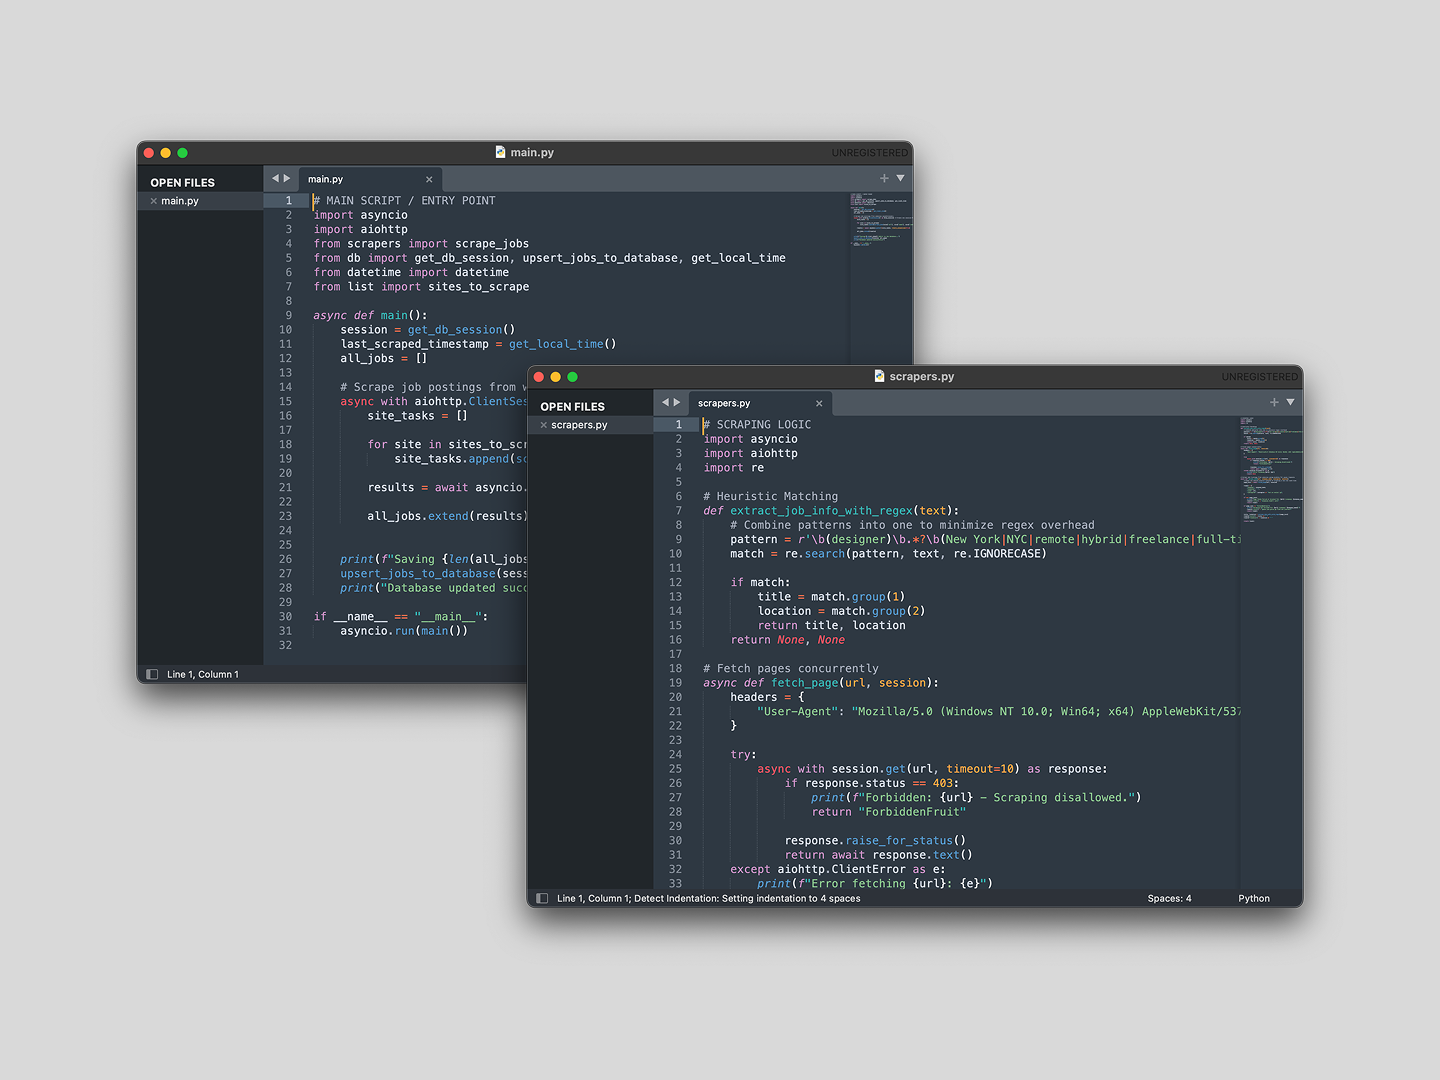 main.py
UNREGISTERED
OPEN FILES
main.py
main.py
1 # MAIN SCRIPT / ENTRY POINT
2 import asyncio
3 import aiohttp
4 from scrapers import scrape_jobs
5 from db import get_db_session, upsert_jobs_to_database, get_local_time
6 from datetime import datetime
7 from list import sites_to_scrape
8
9 async def main():
10 session = get_db_session()
11 last_scraped_timestamp = get_local_time()
12 all_jobs = []
13
14 # Scrape job postings from
15 async with aiohttp.ClientSes
16 site_tasks = []
17
18 for site in sites_to_scr
19 site_tasks.append(sc
20
21 results = await asyncio.
22
23 all_jobs.extend(results)
24
25
26 print(f"Saving {len(all_jobs
27 upsert_jobs_to_database(sess
28 print("Database updated succ
29
30 if __name__ == "__main__":
31 asyncio.run(main())
32
Line 1, Column 1
scrapers.py
UNREGISTERED
OPEN FILES
scrapers.py
scrapers.py
1 # SCRAPING LOGIC
2 import asyncio
3 import aiohttp
4 import re
5
6 # Heuristic Matching
7 def extract_job_info_with_regex(text):
8 # Combine patterns into one to minimize regex overhead
9 pattern = r'\b(designer)\b.*?\b(New York|NYC|remote|hybrid|freelance|full-ti
10 match = re.search(pattern, text, re.IGNORECASE)
11
12 if match:
13 title = match.group(1)
14 location = match.group(2)
15 return title, location
16 return None, None
17
18 # Fetch pages concurrently
19 async def fetch_page(url, session):
20 headers = {
21 "User-Agent": "Mozilla/5.0 (Windows NT 10.0; Win64; x64) AppleWebKit/537
22 }
23
24 try:
25 async with session.get(url, timeout=10) as response:
26 if response.status == 403:
27 print(f"Forbidden: {url} – Scraping disallowed.")
28 return "ForbiddenFruit"
29
30 response.raise_for_status()
31 return await response.text()
32 except aiohttp.ClientError as e:
33 print(f"Error fetching {url}: {e}")
Line 1, Column 1; Detect Indentation: Setting indentation to 4 spaces
Spaces: 4
Python